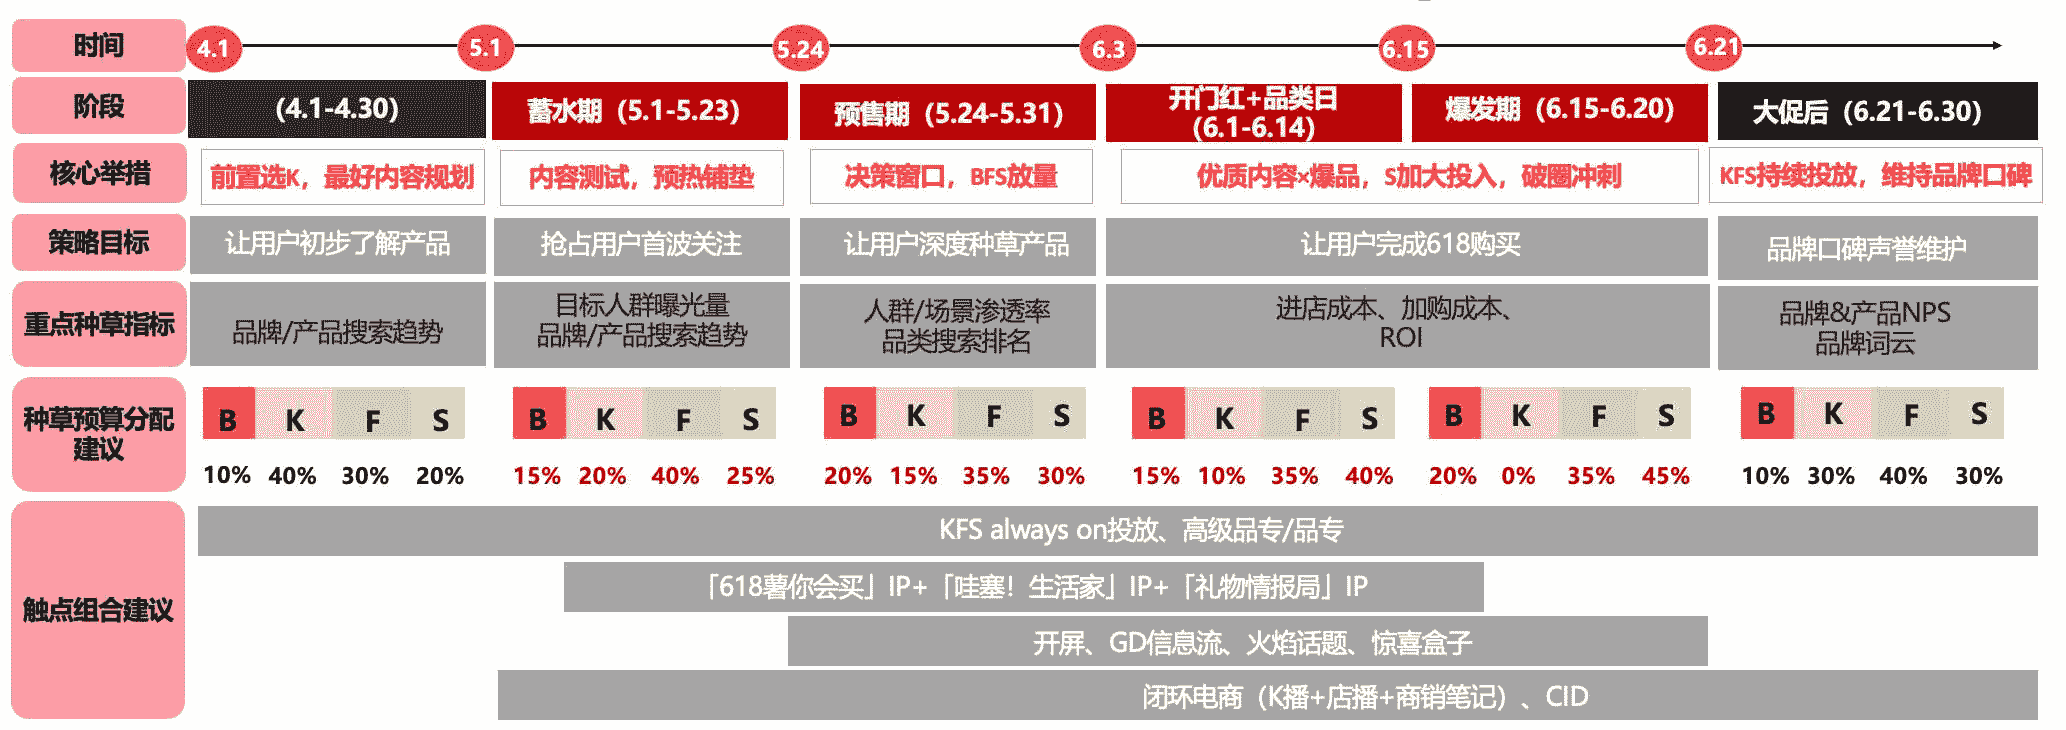 时间
4.1
5.1
5.24
6.3
6.15
6.21
阶段
(4.1-4.30)
蓄水期（5.1-5.23)
预售期（5.24-5.31)
开门红+品类日
(6.1-6.14)
爆发期（6.15-6.20)
大促后（6.21-6.30)
核心举措
前置选K，最好内容规划
内容测试，预热铺垫
决策窗口，BFS放量
优质内容×爆品，S加大投入，破圈冲刺
KFS持续投放，维持品牌口碑
策略目标
让用户初步了解产品
抢占用户首波关注
让用户深度种草产品
让用户完成618购买
品牌口碑声誉维护
重点种草指标
品牌/产品搜索趋势
目标人群曝光量
品牌/产品搜索趋势
人群/场景渗透率
品类搜索排名
进店成本、加购成本、
ROI
品牌&产品NPS
品牌词云
种草预算分配
建议
B K F S
10% 40% 30% 20%
B K F S
15% 20% 40% 25%
B K F S
20% 15% 35% 30%
B K F S
15% 10% 35% 40%
B K F S
20% 0% 35% 45%
B K F S
10% 30% 40% 30%
触点组合建议
KFS always on投放、高级品专/品专
「618薯你会买」IP+「哇塞！生活家」IP+「礼物情报局」IP
开屏、GD信息流、火焰话题、惊喜盒子
闭环电商（K播+店播+商销笔记）、CID